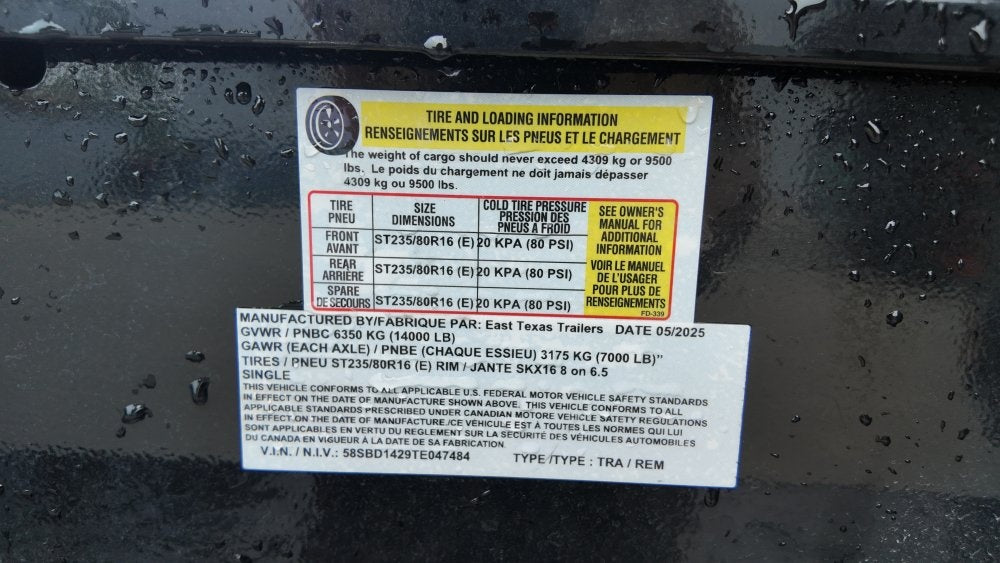 TIRE AND LOADING INFORMATION
RENSEIGNEMENTS SUR LES PNEUS ET LE CHARGEMENT
The weight of cargo should never exceed 4309 kg or 9500
lbs. Le poids du chargement ne doit jamais dépasser
4309 kg ou 9500 lbs.
TIRE PNEU SIZE DIMENSIONS COLD TIRE PRESSURE PRESSION DES PNEUS A FROID
FRONT AVANT ST235/80R16 (E) 20 KPA (80 PSI)
REAR ARRIÈRE ST235/80R16 (E) 20 KPA (80 PSI)
SPARE DE SECOURS ST235/80R16 (E) 20 KPA (80 PSI)
SEE OWNER'S
MANUAL FOR
ADDITIONAL
INFORMATION
VOIR LE MANUEL
DE L'USAGER
POUR PLUS DE
RENSEIGNEMENTS
FD-339
MANUFACTURED BY/FABRIQUE PAR: East Texas Trailers DATE 05/2025
GVWR / PNBC 6350 KG (14000 LB)
GAWR (EACH AXLE) / PNBE (CHAQUE ESSIEU) 3175 KG (7000 LB)"
TIRES / PNEU ST235/80R16 (E) RIM / JANTE SKX16 8 on 6.5
SINGLE
THIS VEHICLE CONFORMS TO ALL APPLICABLE U.S. FEDERAL MOTOR VEHICLE SAFETY STANDARDS
IN EFFECT ON THE DATE OF MANUFACTURE SHOWN ABOVE. THIS VEHICLE CONFORMS TO ALL
APPLICABLE STANDARDS PRESCRIBED UNDER CANADIAN MOTORE VEHICLE SAFETY REGULATIONS
IN EFFECT ON THE DATE OF MANUFACTURE./CE VÉHICULE EST À TOUTES LES NORMES QUI LUI
SONT APPLICABLES EN VERTU DU REGLEMENT SUR LA SÉCURITÉ DES VÉHICULES AUTOMOBILES
DU CANADA EN VIGUEUR À LA DATE DE SA FABRICATION.
V.I.N. / N.I.V.: 58SBD1429TE047484 TYPE/TYPE : TRA / REM